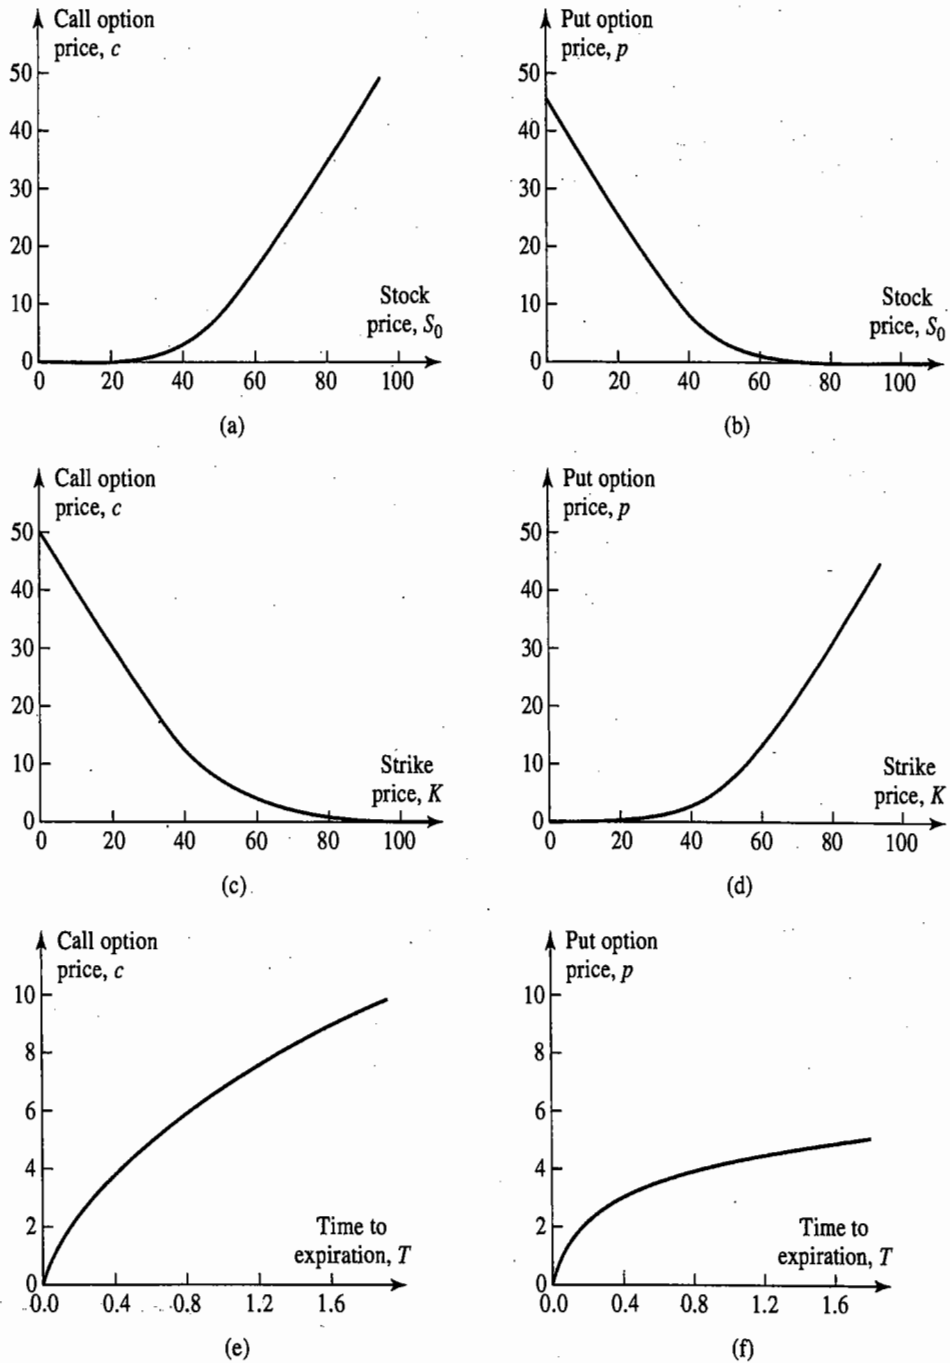 Call option
price, c
50
40
30
20
10
0
Stock
price, S0
0 20 40 60 80 100
(a)
Put option
price, p
50
40
30
20
10
0
Stock
price, S0
0 20 40 60 80 100
(b)
Call option
price, c
50
40
30
20
10
0
Strike
price, K
0 20 40 60 80 100
(c)
Put option
price, p
50
40
30
20
10
0
Strike
price, K
0 20 40 60 80 100
(d)
Call option
price, c
10
8
6
4
2
0
Time to
expiration, T
0.0 0.4 0.8 1.2 1.6
(e)
Put option
price, p
10
8
6
4
2
0
Time to
expiration, T
0.0 0.4 0.8 1.2 1.6
(f)